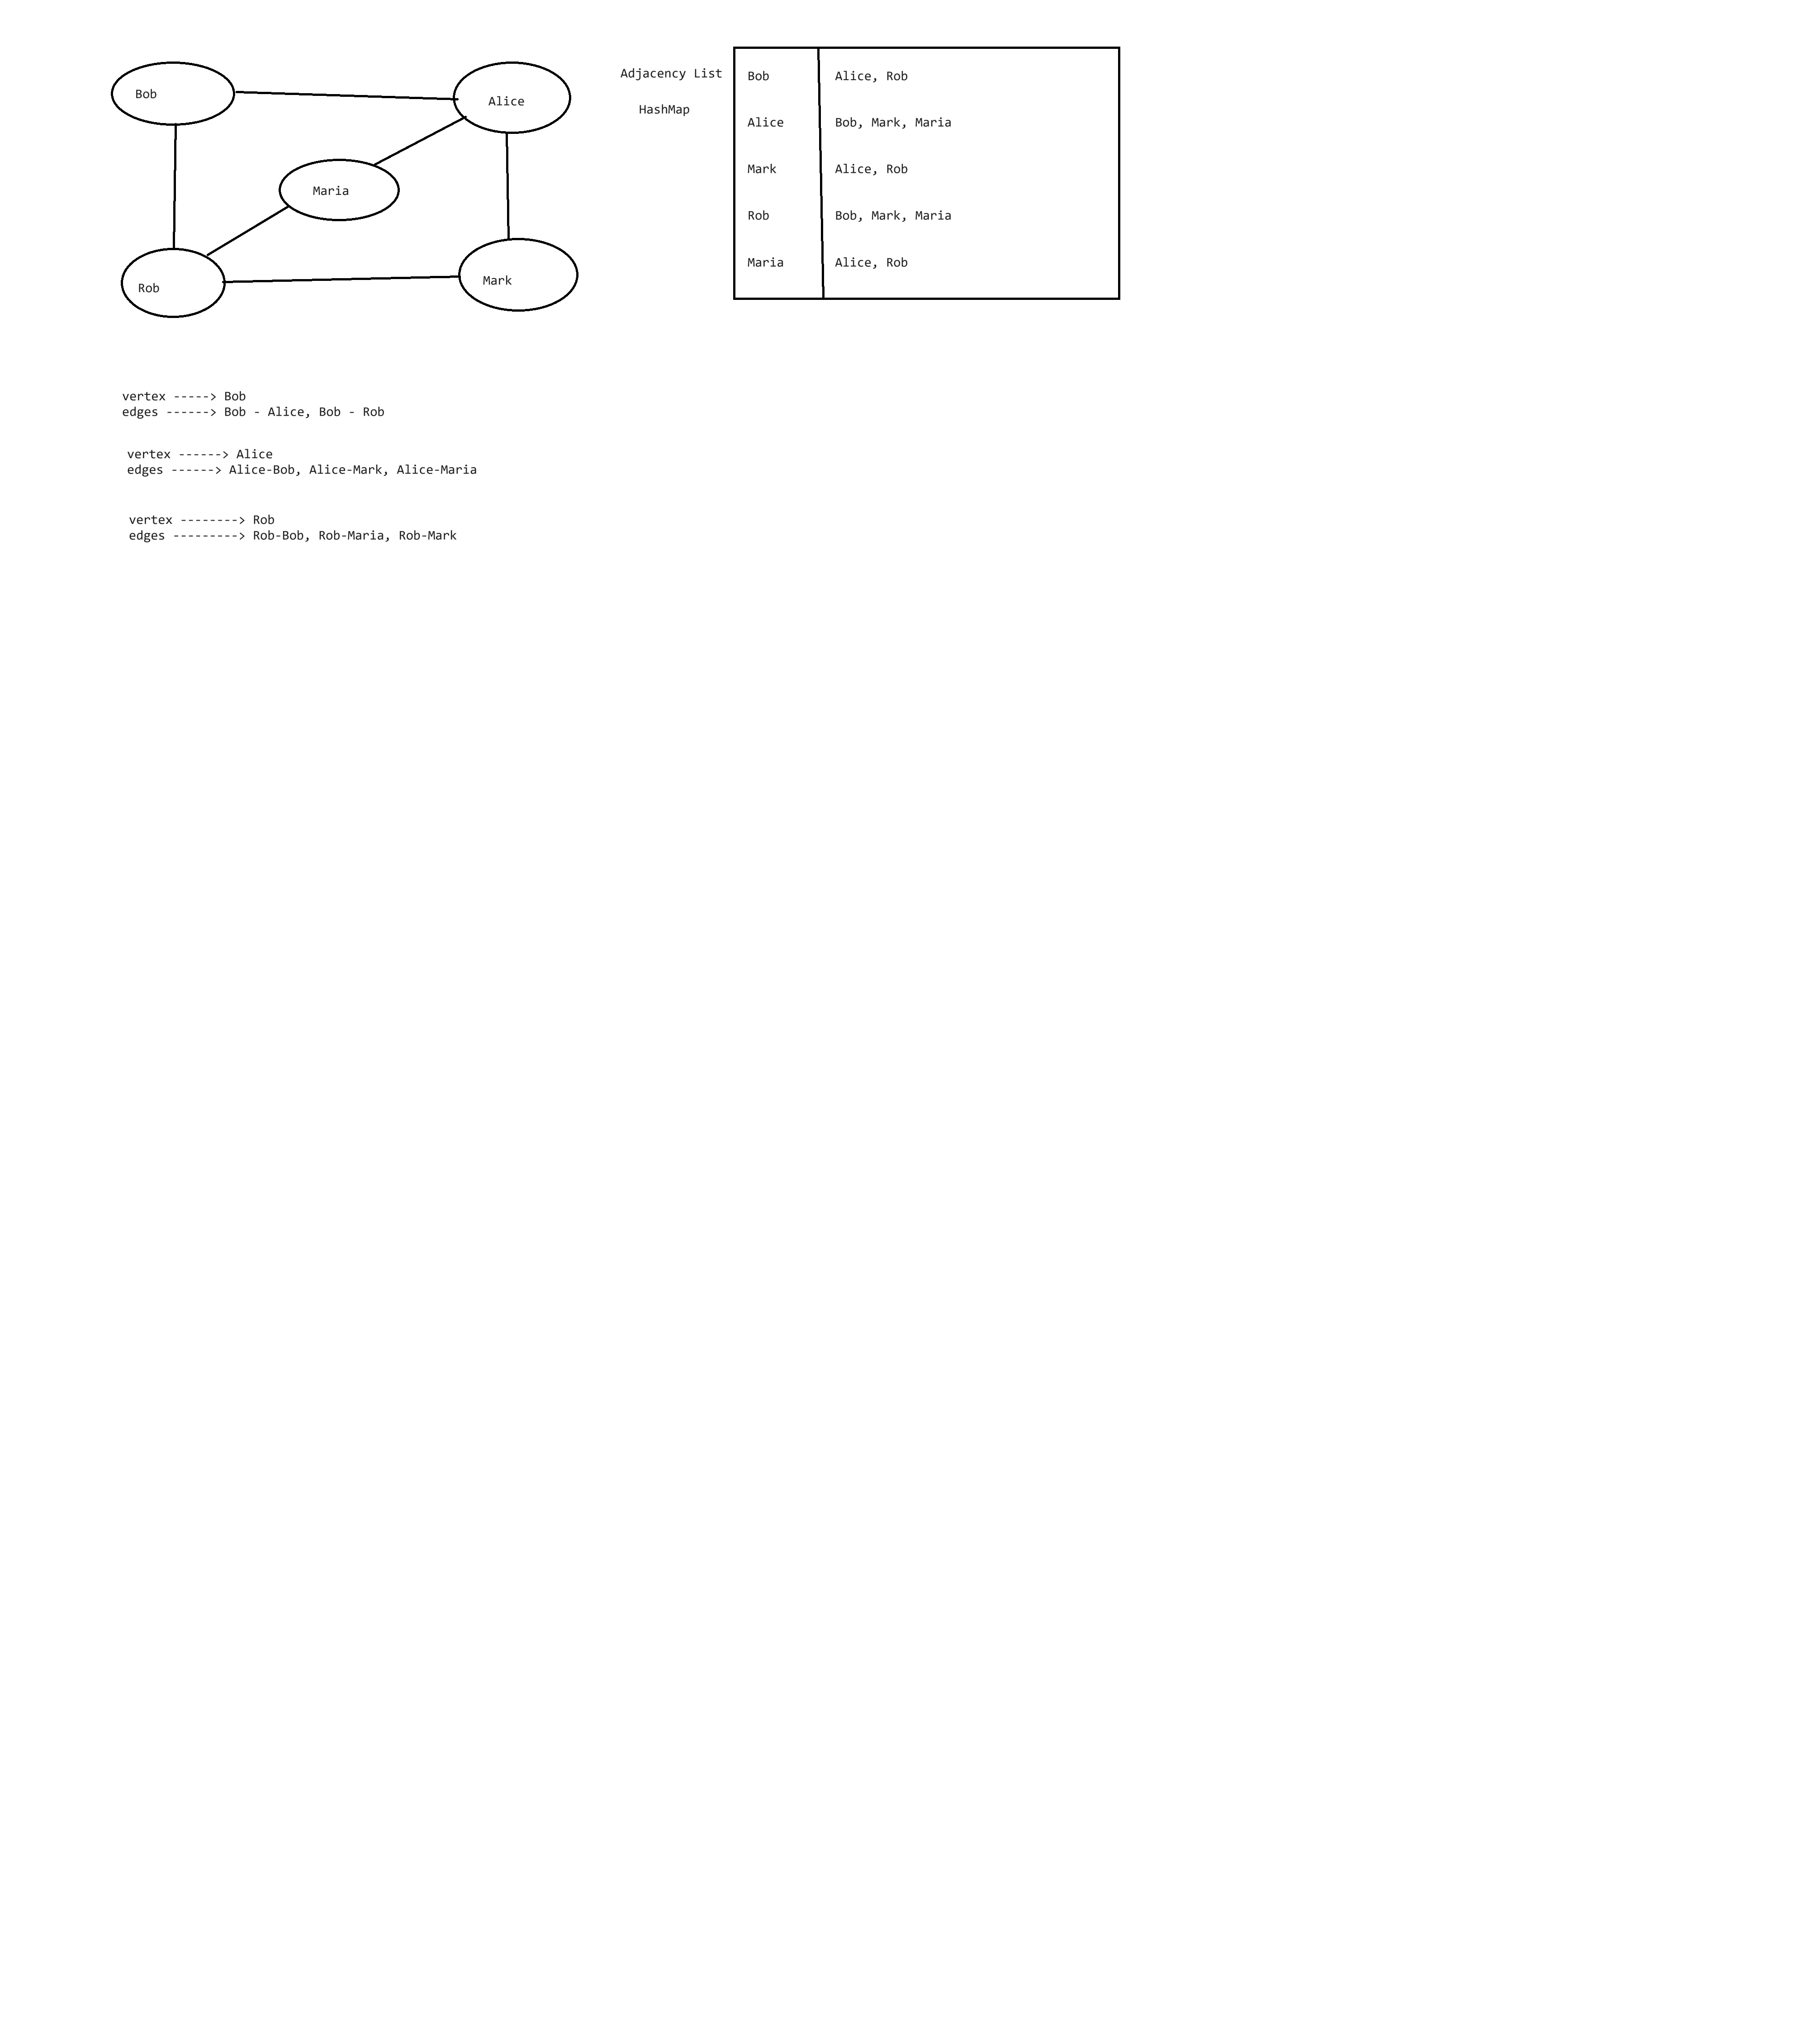 Bob
Alice
Maria
Rob
Mark
Adjacency List
HashMap
Bob Alice, Rob
Alice Bob, Mark, Maria
Mark Alice, Rob
Rob Bob, Mark, Maria
Maria Alice, Rob
vertex -----> Bob
edges ------> Bob - Alice, Bob - Rob
vertex ------> Alice
edges ------> Alice-Bob, Alice-Mark, Alice-Maria
vertex --------> Rob
edges ---------> Rob-Bob, Rob-Maria, Rob-Mark